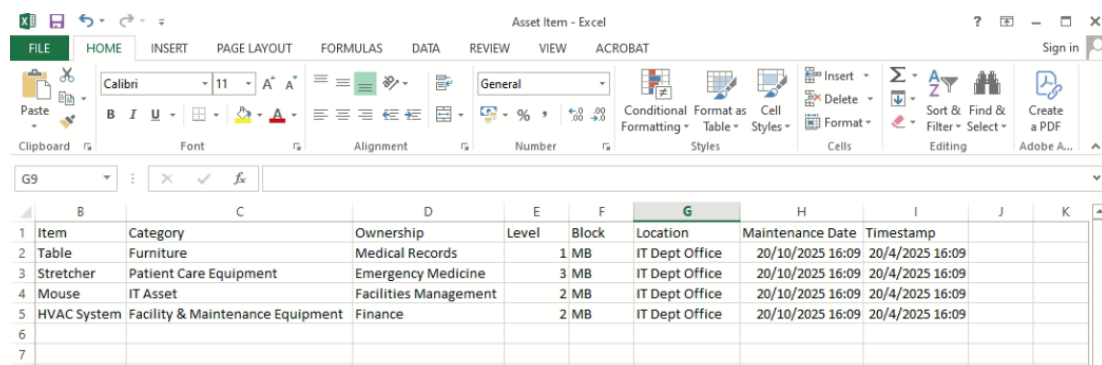 Asset Item - Excel
FILE HOME INSERT PAGE LAYOUT FORMULAS DATA REVIEW VIEW ACROBAT Sign in
Calibri 11 General
Paste
B I U
Conditional Formatting
Format as Table
Cell Styles
Insert
Delete
Format
Sort & Filter
Find & Select
Create a PDF
Clipboard Font Alignment Number Styles Cells Editing Adobe A...
G9 fx
B C D E F G H I J K
1 Item Category Ownership Level Block Location Maintenance Date Timestamp
2 Table Furniture Medical Records 1 MB IT Dept Office 20/10/2025 16:09 20/4/2025 16:09
3 Stretcher Patient Care Equipment Emergency Medicine 3 MB IT Dept Office 20/10/2025 16:09 20/4/2025 16:09
4 Mouse IT Asset Facilities Management 2 MB IT Dept Office 20/10/2025 16:09 20/4/2025 16:09
5 HVAC System Facility & Maintenance Equipment Finance 2 MB IT Dept Office 20/10/2025 16:09 20/4/2025 16:09
6
7